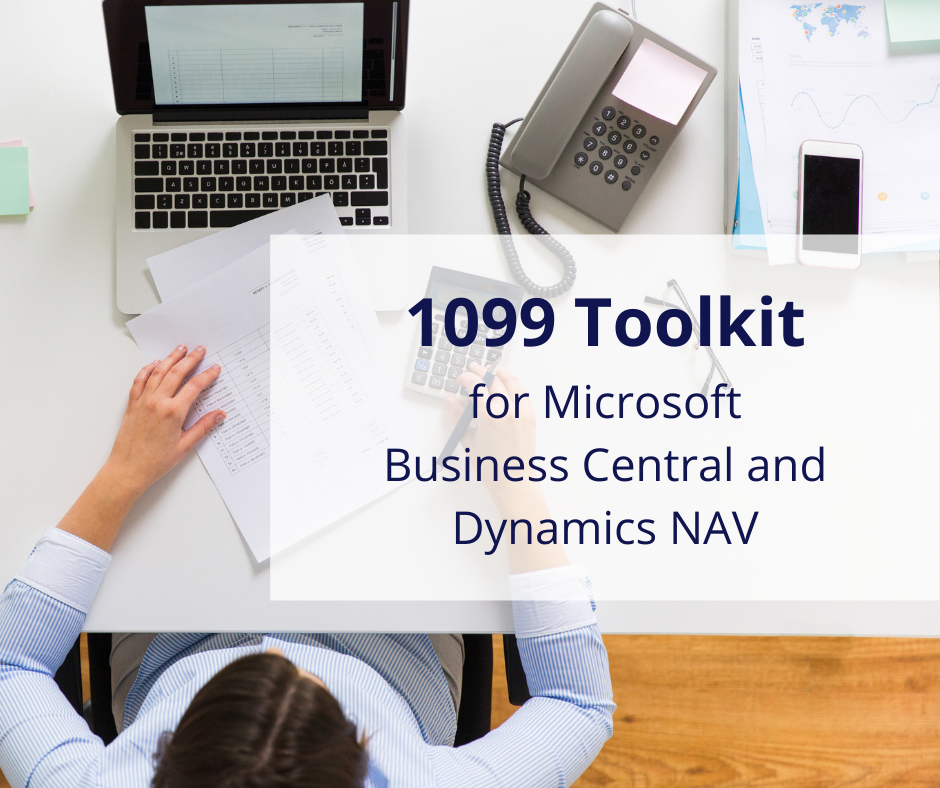 1099 Toolkit
for Microsoft
Business Central and
Dynamics NAV